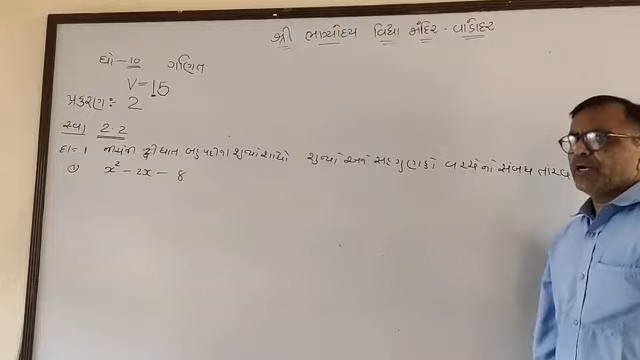 શ્રી ભાગ્યોદય વિદ્યા મંદિર - વાકોદર
ધો - 10 ગણિત
V = 15
પ્રકરણ : 2
સ્વા 2.2
દા = 1 નીચેના દ્વીઘાત બહુપદીના શૂન્યો શોધો શૂન્યો અને સહગુણકો વચ્ચેનો સંબંધ તારવ
① x² - 2x - 8